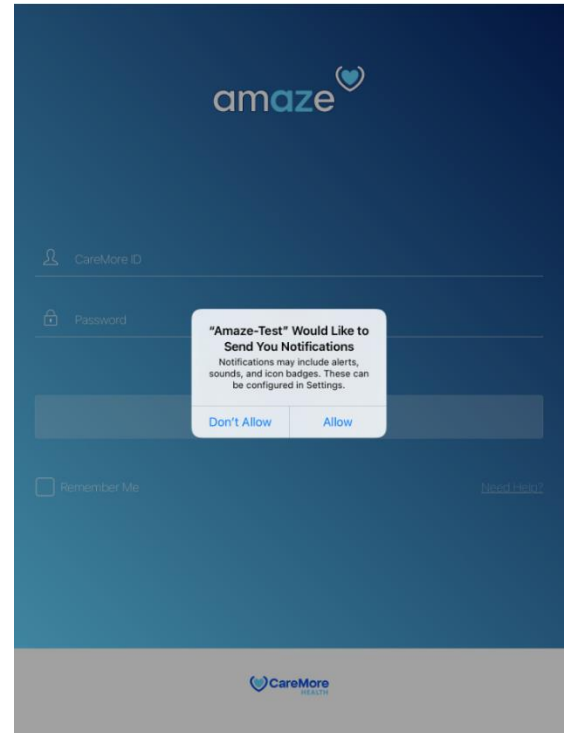 amaze
CareMore ID
Password
"Amaze-Test" Would Like to
Send You Notifications
Notifications may include alerts,
sounds, and icon badges. These can
be configured in Settings.
Don't Allow
Allow
Remember Me
Need Help?
CareMore
HEALTH